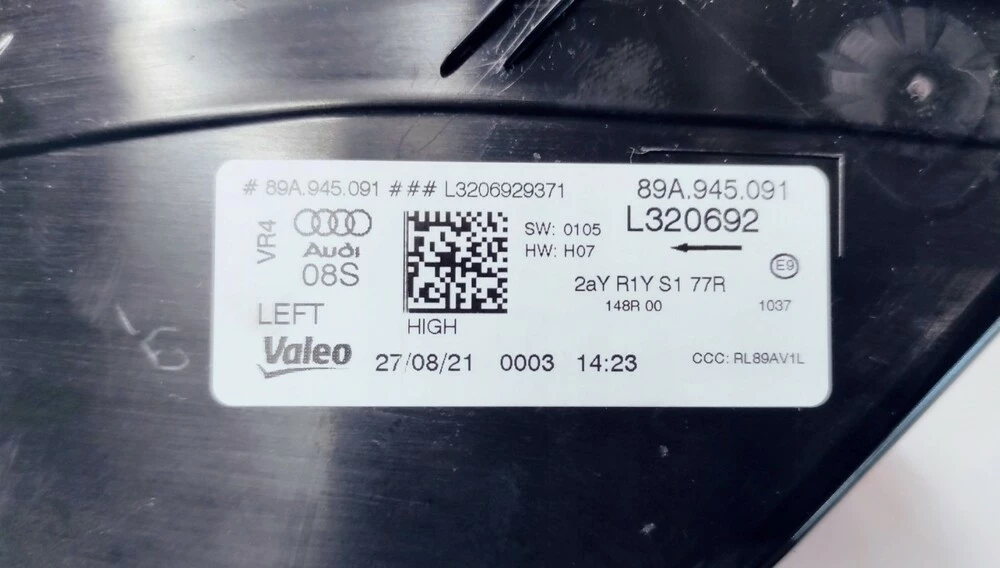 # 89A.945.091 # # # L3206929371
89A.945.091
L320692
VR4
Audi
08S
SW: 0105
HW: H07
E9
2aY R1Y S1 77R
148R 00
1037
LEFT
HIGH
Valeo
27/08/21 0003 14:23
CCC: RL89AV1L